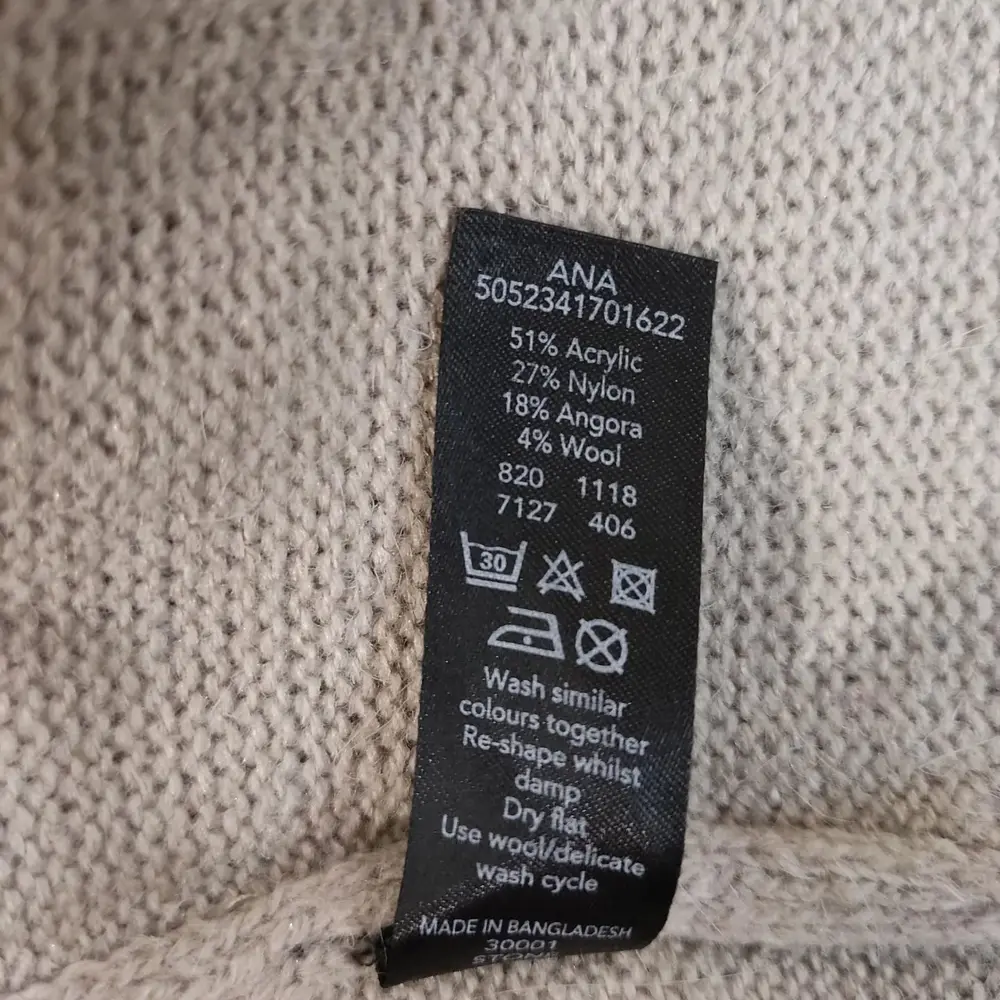 ANA
5052341701622
51% Acrylic
27% Nylon
18% Angora
4% Wool
820 1118
7127 406
30
Wash similar
colours together
Re-shape whilst
damp
Dry flat
Use wool/delicate
wash cycle
MADE IN BANGLADESH
30001
STONE